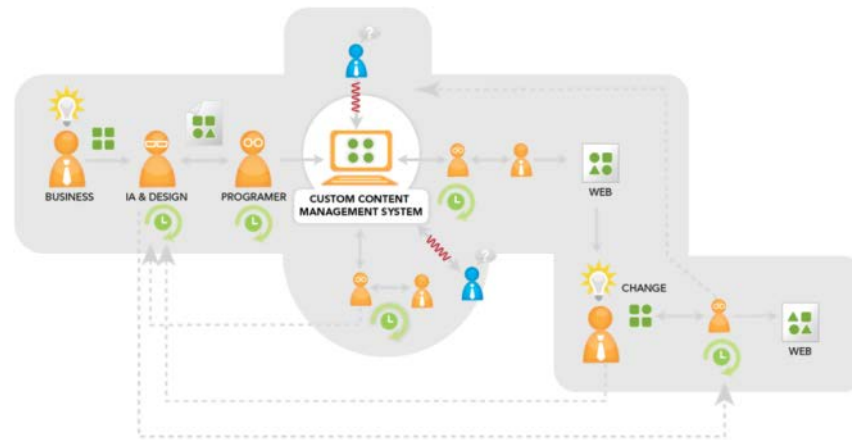 ?
BUSINESS
IA & DESIGN
PROGRAMER
CUSTOM CONTENT
MANAGEMENT SYSTEM
WEB
?
CHANGE
WEB